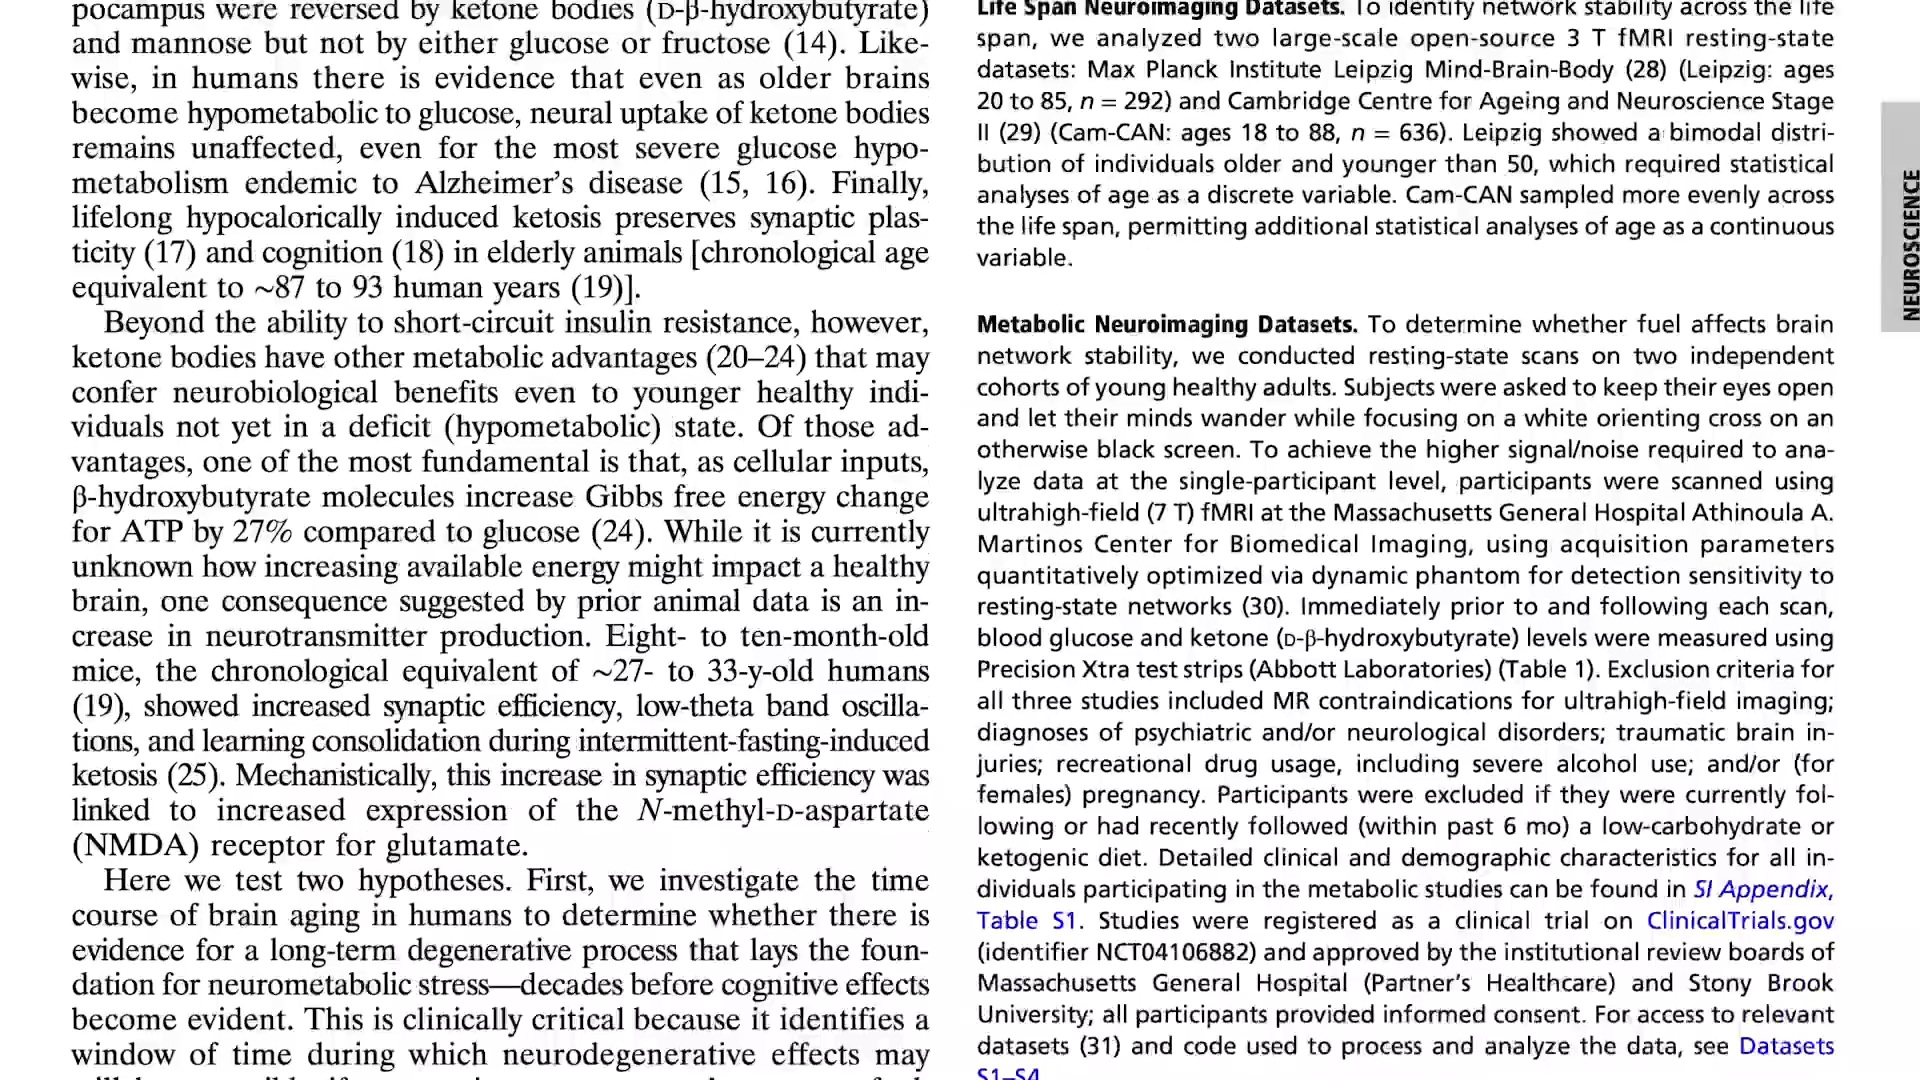 pocampus were reversed by ketone bodies (D-β-hydroxybutyrate)
and mannose but not by either glucose or fructose (14). Like-
wise, in humans there is evidence that even as older brains
become hypometabolic to glucose, neural uptake of ketone bodies
remains unaffected, even for the most severe glucose hypo-
metabolism endemic to Alzheimer's disease (15, 16). Finally,
lifelong hypocalorically induced ketosis preserves synaptic plas-
ticity (17) and cognition (18) in elderly animals [chronological age
equivalent to ~87 to 93 human years (19)].
Beyond the ability to short-circuit insulin resistance, however,
ketone bodies have other metabolic advantages (20–24) that may
confer neurobiological benefits even to younger healthy indi-
viduals not yet in a deficit (hypometabolic) state. Of those ad-
vantages, one of the most fundamental is that, as cellular inputs,
β-hydroxybutyrate molecules increase Gibbs free energy change
for ATP by 27% compared to glucose (24). While it is currently
unknown how increasing available energy might impact a healthy
brain, one consequence suggested by prior animal data is an in-
crease in neurotransmitter production. Eight- to ten-month-old
mice, the chronological equivalent of ~27- to 33-y-old humans
(19), showed increased synaptic efficiency, low-theta band oscilla-
tions, and learning consolidation during intermittent-fasting-induced
ketosis (25). Mechanistically, this increase in synaptic efficiency was
linked to increased expression of the N-methyl-D-aspartate
(NMDA) receptor for glutamate.
Here we test two hypotheses. First, we investigate the time
course of brain aging in humans to determine whether there is
evidence for a long-term degenerative process that lays the foun-
dation for neurometabolic stress—decades before cognitive effects
become evident. This is clinically critical because it identifies a
window of time during which neurodegenerative effects may
Life Span Neuroimaging Datasets. To identify network stability across the life
span, we analyzed two large-scale open-source 3 T fMRI resting-state
datasets: Max Planck Institute Leipzig Mind-Brain-Body (28) (Leipzig: ages
20 to 85, n = 292) and Cambridge Centre for Ageing and Neuroscience Stage
II (29) (Cam-CAN: ages 18 to 88, n = 636). Leipzig showed a bimodal distri-
bution of individuals older and younger than 50, which required statistical
analyses of age as a discrete variable. Cam-CAN sampled more evenly across
the life span, permitting additional statistical analyses of age as a continuous
variable.
Metabolic Neuroimaging Datasets. To determine whether fuel affects brain
network stability, we conducted resting-state scans on two independent
cohorts of young healthy adults. Subjects were asked to keep their eyes open
and let their minds wander while focusing on a white orienting cross on an
otherwise black screen. To achieve the higher signal/noise required to ana-
lyze data at the single-participant level, participants were scanned using
ultrahigh-field (7 T) fMRI at the Massachusetts General Hospital Athinoula A.
Martinos Center for Biomedical Imaging, using acquisition parameters
quantitatively optimized via dynamic phantom for detection sensitivity to
resting-state networks (30). Immediately prior to and following each scan,
blood glucose and ketone (D-β-hydroxybutyrate) levels were measured using
Precision Xtra test strips (Abbott Laboratories) (Table 1). Exclusion criteria for
all three studies included MR contraindications for ultrahigh-field imaging;
diagnoses of psychiatric and/or neurological disorders; traumatic brain in-
juries; recreational drug usage, including severe alcohol use; and/or (for
females) pregnancy. Participants were excluded if they were currently fol-
lowing or had recently followed (within past 6 mo) a low-carbohydrate or
ketogenic diet. Detailed clinical and demographic characteristics for all in-
dividuals participating in the metabolic studies can be found in SI Appendix,
Table S1. Studies were registered as a clinical trial on ClinicalTrials.gov
(identifier NCT04106882) and approved by the institutional review boards of
Massachusetts General Hospital (Partner's Healthcare) and Stony Brook
University; all participants provided informed consent. For access to relevant
datasets (31) and code used to process and analyze the data, see Datasets
S1–S4
NEUROSCIENCE